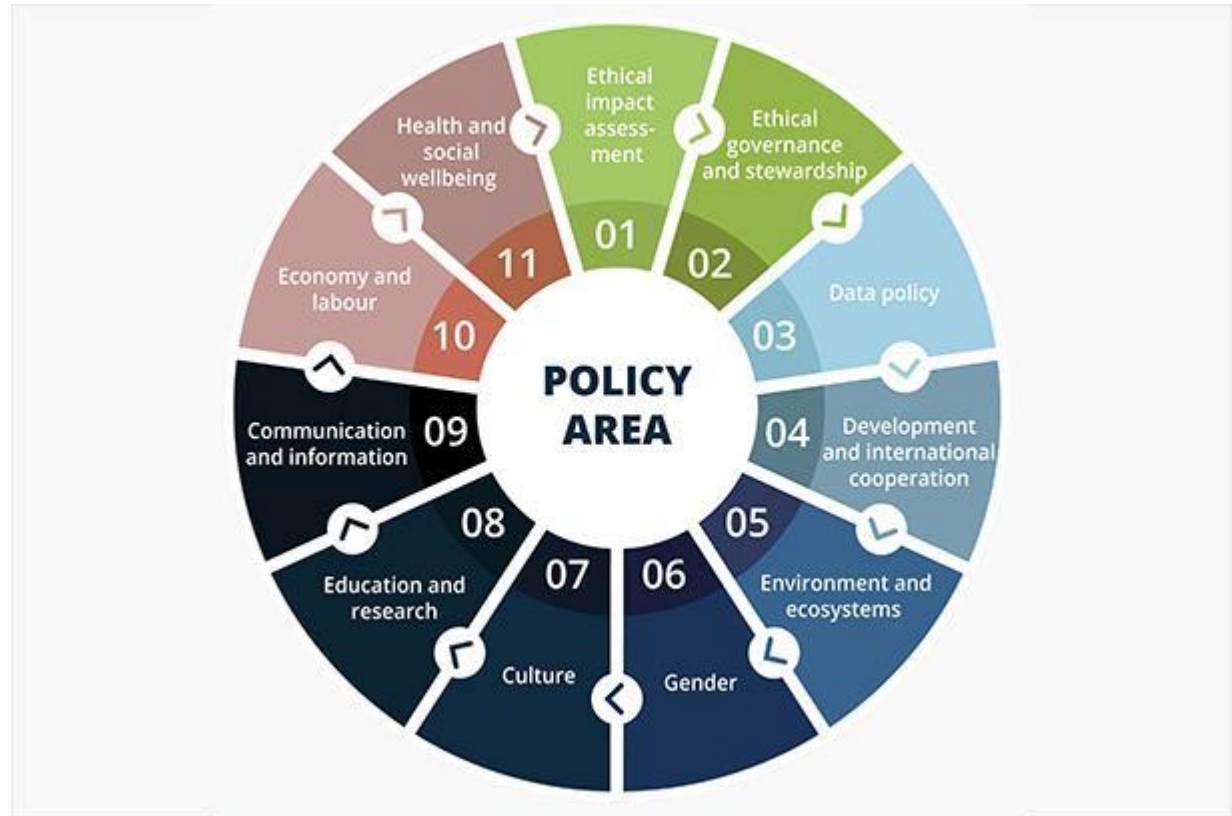 Ethical
impact
assess-
ment
01
Ethical
governance
and stewardship
02
Data policy
03
Development
and international
cooperation
04
Environment and
ecosystems
05
Gender
06
Culture
07
Education and
research
08
Communication
and information
09
Economy and
labour
10
Health and
social
wellbeing
11
POLICY
AREA